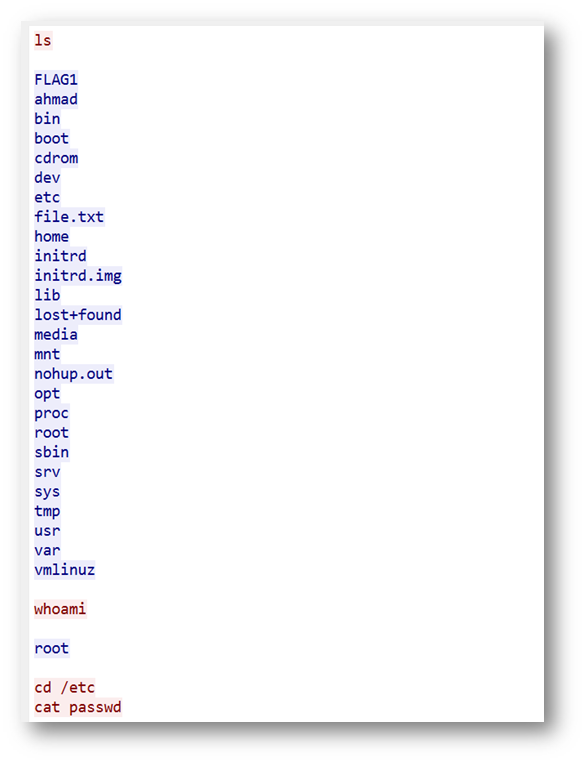 ls
FLAG1
ahmad
bin
boot
cdrom
dev
etc
file.txt
home
initrd
initrd.img
lib
lost+found
media
mnt
nohup.out
opt
proc
root
sbin
srv
sys
tmp
usr
var
vmlinuz
whoami
root
cd /etc
cat passwd